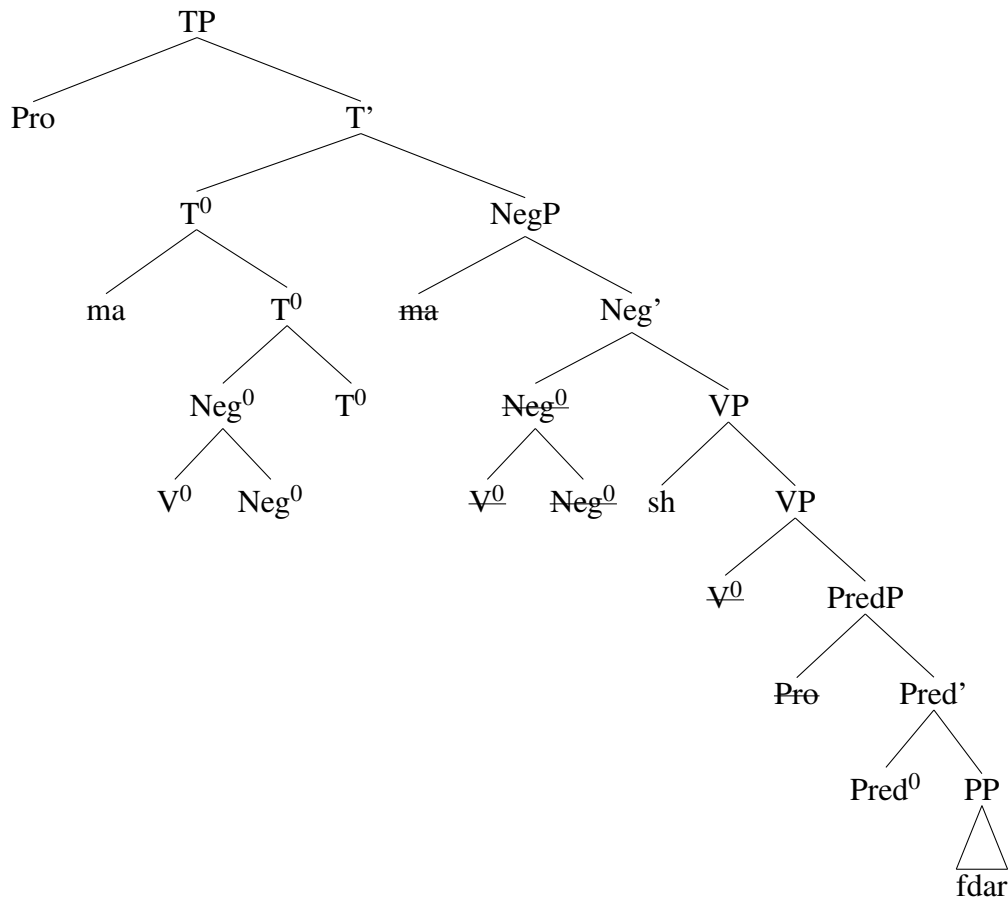 TP
Pro T’
T⁰ NegP
ma T⁰ ma Neg’
Neg⁰ T⁰ Neg⁰ VP
V⁰ Neg⁰ V⁰ Neg⁰ sh VP
V⁰ PredP
Pro Pred’
Pred⁰ PP
fdar